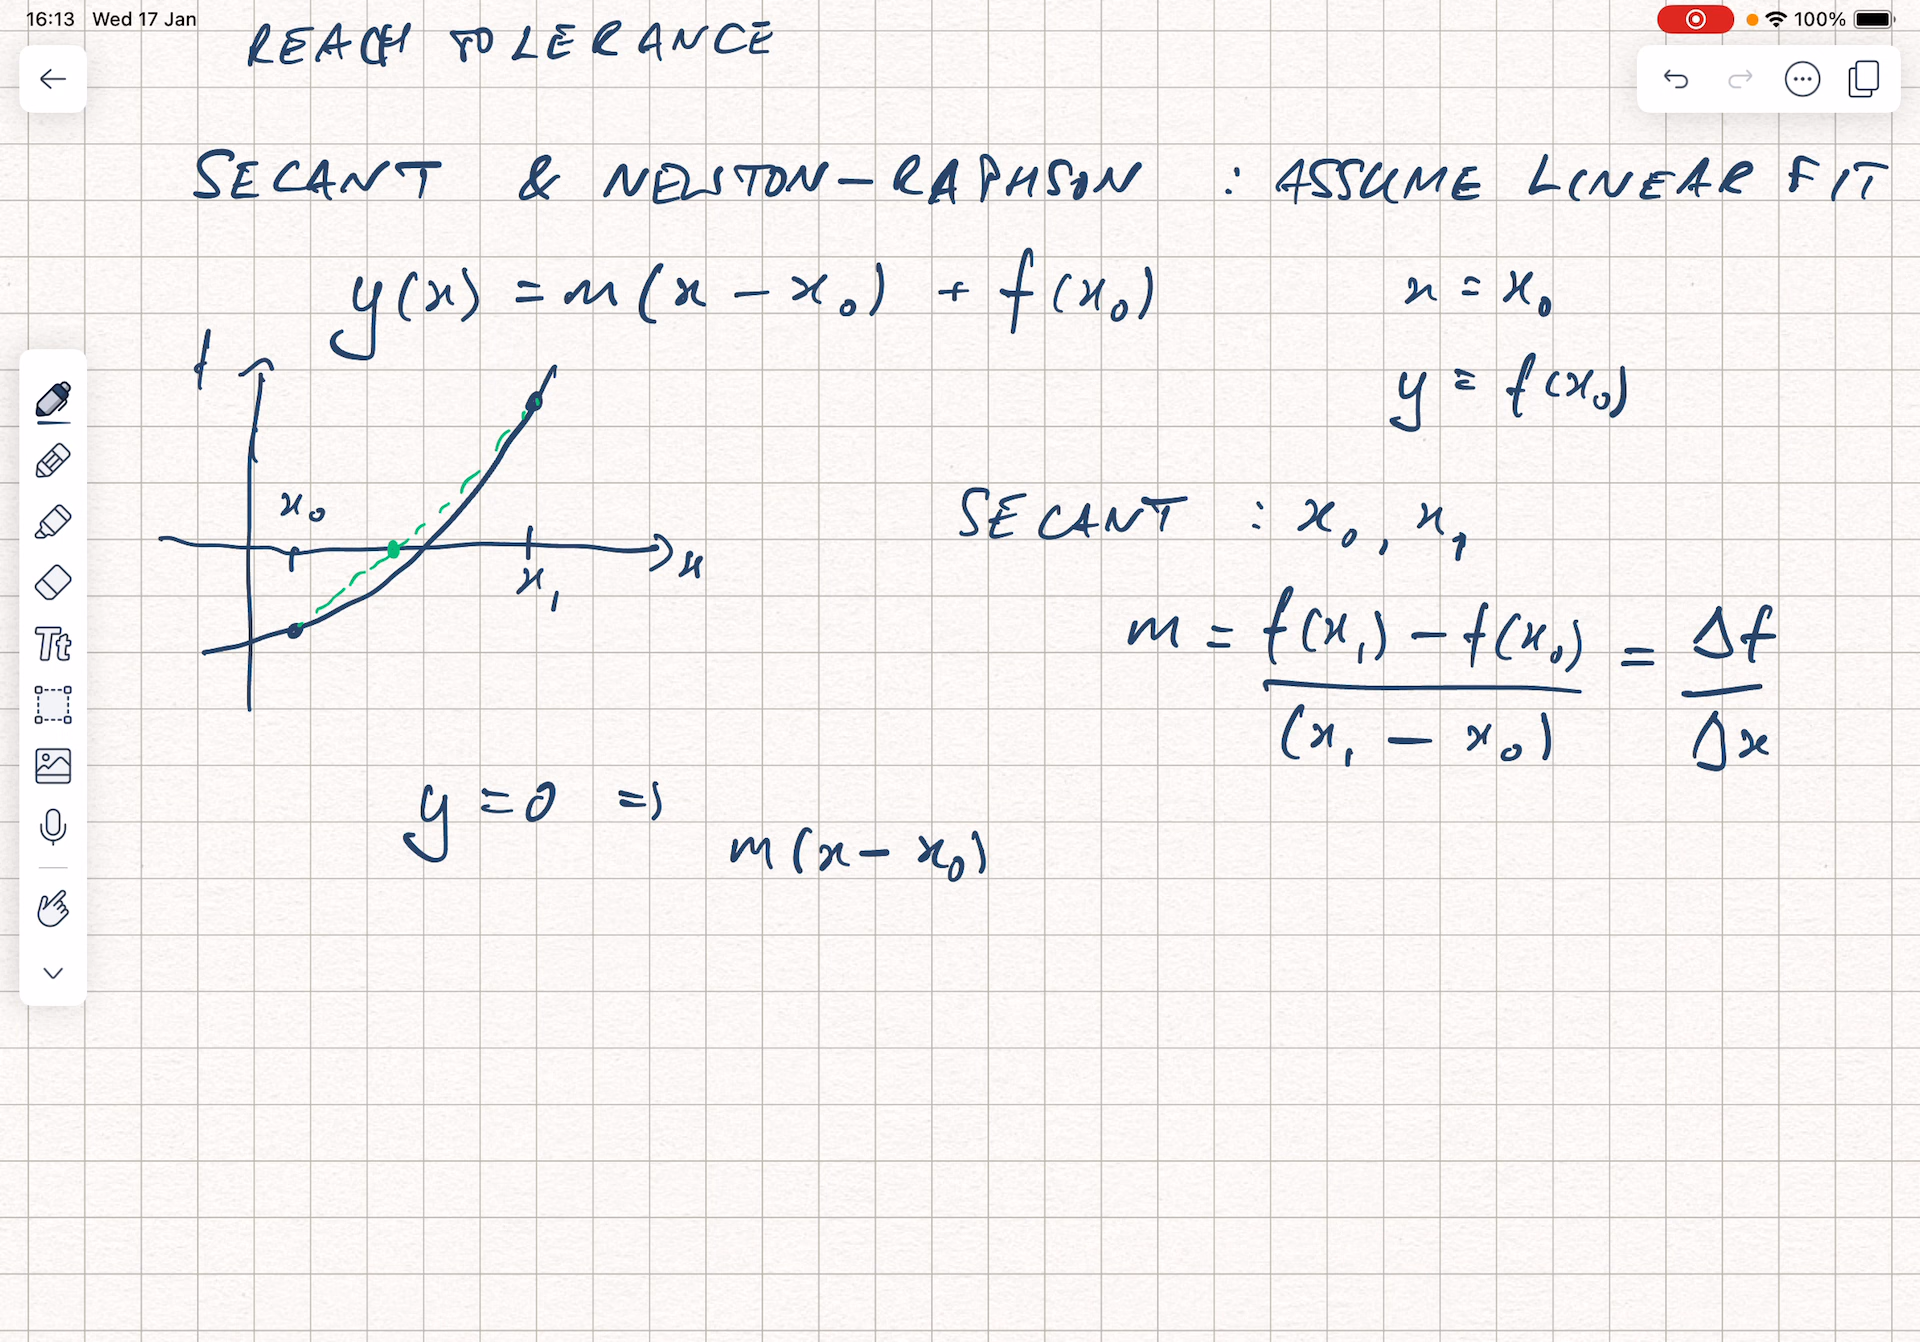 16:13 Wed 17 Jan
100%
REACH TOLERANCE
SECANT & NEWTON-RAPHSON : ASSUME LINEAR FIT
y(x) = m(x - x₀) + f(x₀)
x = x₀
y = f(x₀)
f
x₀
x
x₁
SECANT : x₀, x₁
m = f(x₁) - f(x₀) = Δf
(x₁ - x₀) Δx
y = 0 ⇒
m(x - x₀)
Tt